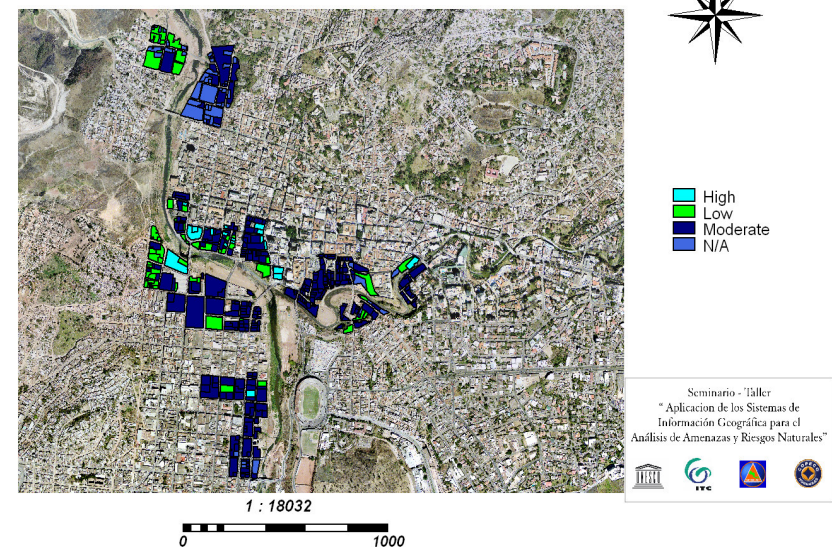 High
Low
Moderate
N/A
Seminario - Taller
“ Aplicacion de los Sistemas de
Información Geográfica para el
Análisis de Amenazas y Riesgos Naturales”
ITC
1 : 18032
0 1000